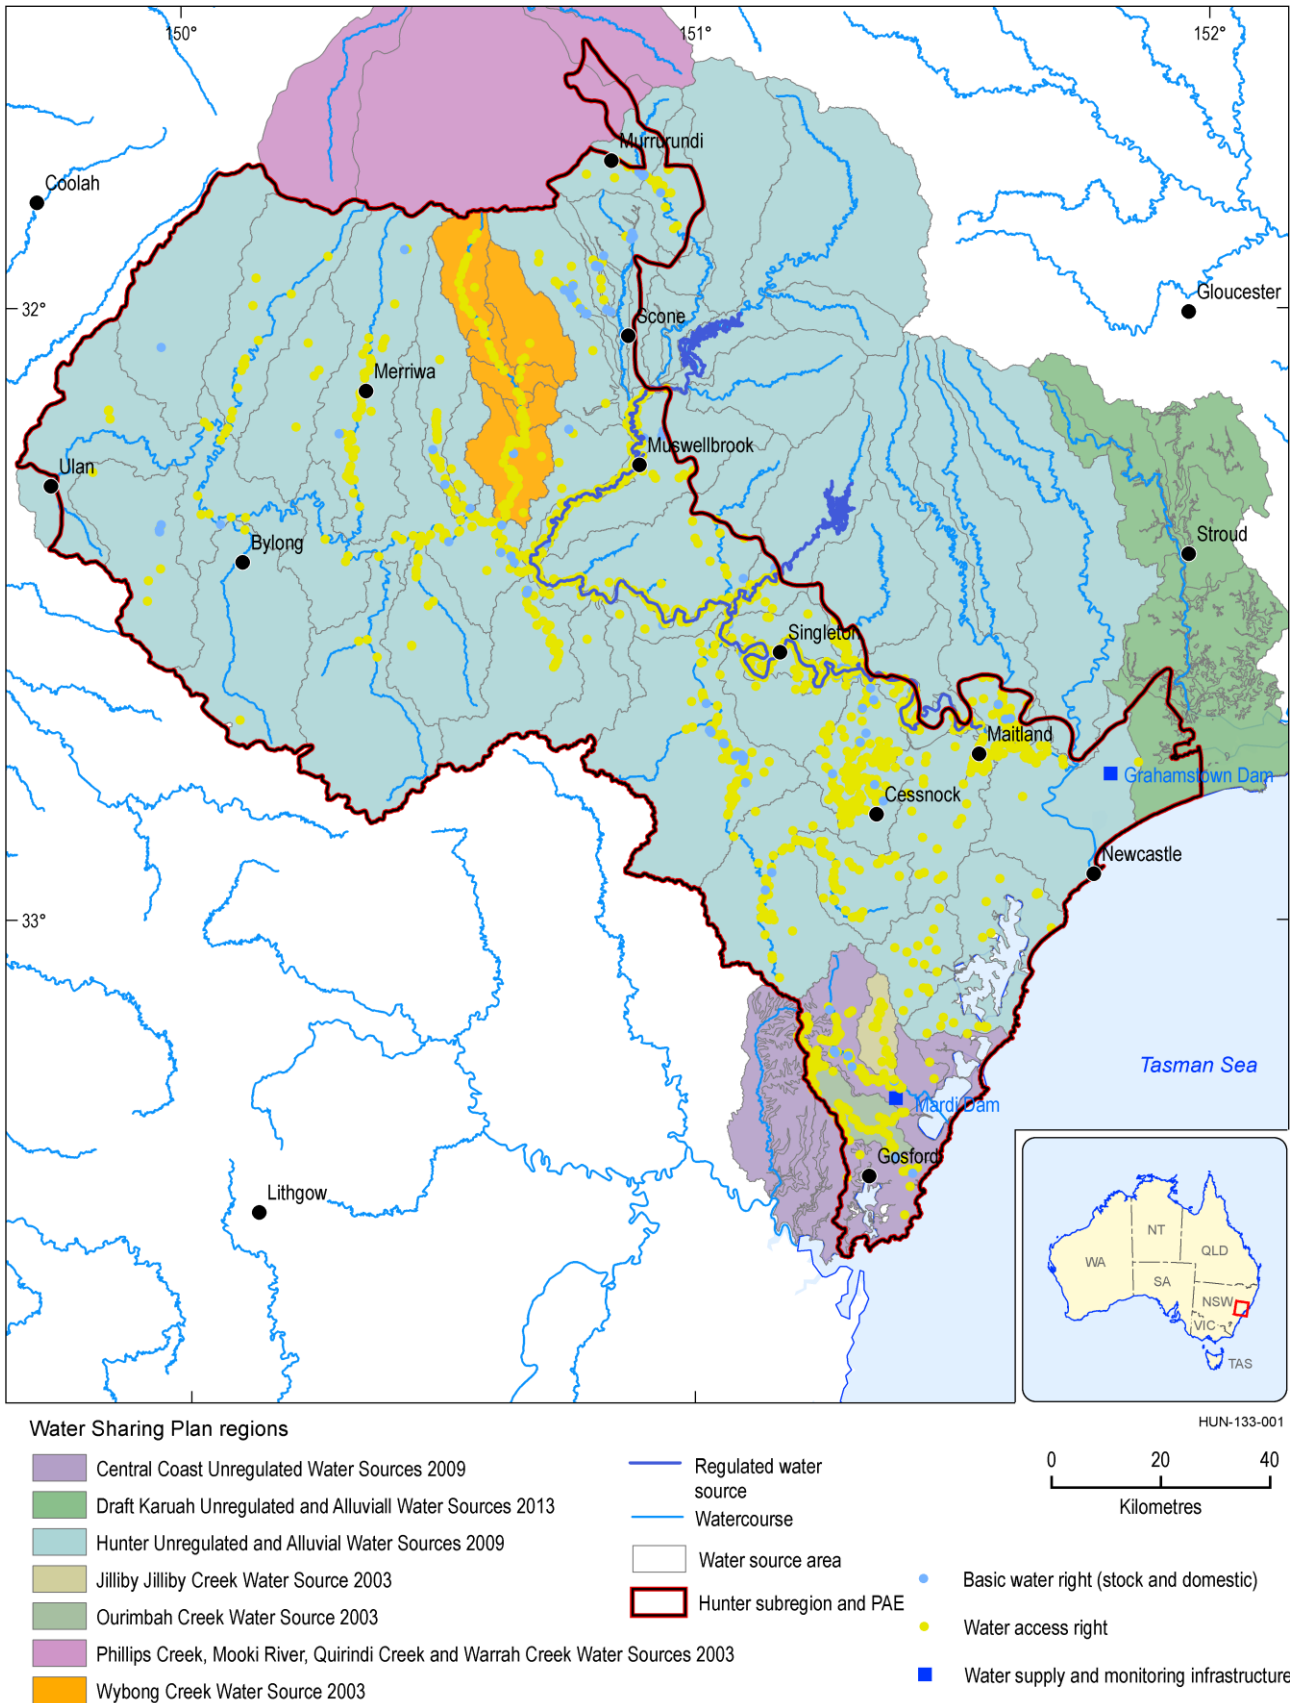 150°
151°
152°
Murrurundi
Coolah
Gloucester
32°
Scone
Merriwa
Muswellbrook
Ulan
Stroud
Bylong
Singleton
Maitland
Grahamstown Dam
Cessnock
Newcastle
33°
Tasman Sea
Mardi Dam
Gosford
Lithgow
NT
QLD
WA
SA
NSW
VIC
TAS
HUN-133-001
Water Sharing Plan regions
Central Coast Unregulated Water Sources 2009
Draft Karuah Unregulated and Alluviall Water Sources 2013
Hunter Unregulated and Alluvial Water Sources 2009
Jilliby Jilliby Creek Water Source 2003
Ourimbah Creek Water Source 2003
Phillips Creek, Mooki River, Quirindi Creek and Warrah Creek Water Sources 2003
Wybong Creek Water Source 2003
Regulated water
source
Watercourse
Water source area
Hunter subregion and PAE
0 20 40
Kilometres
Basic water right (stock and domestic)
Water access right
Water supply and monitoring infrastructure